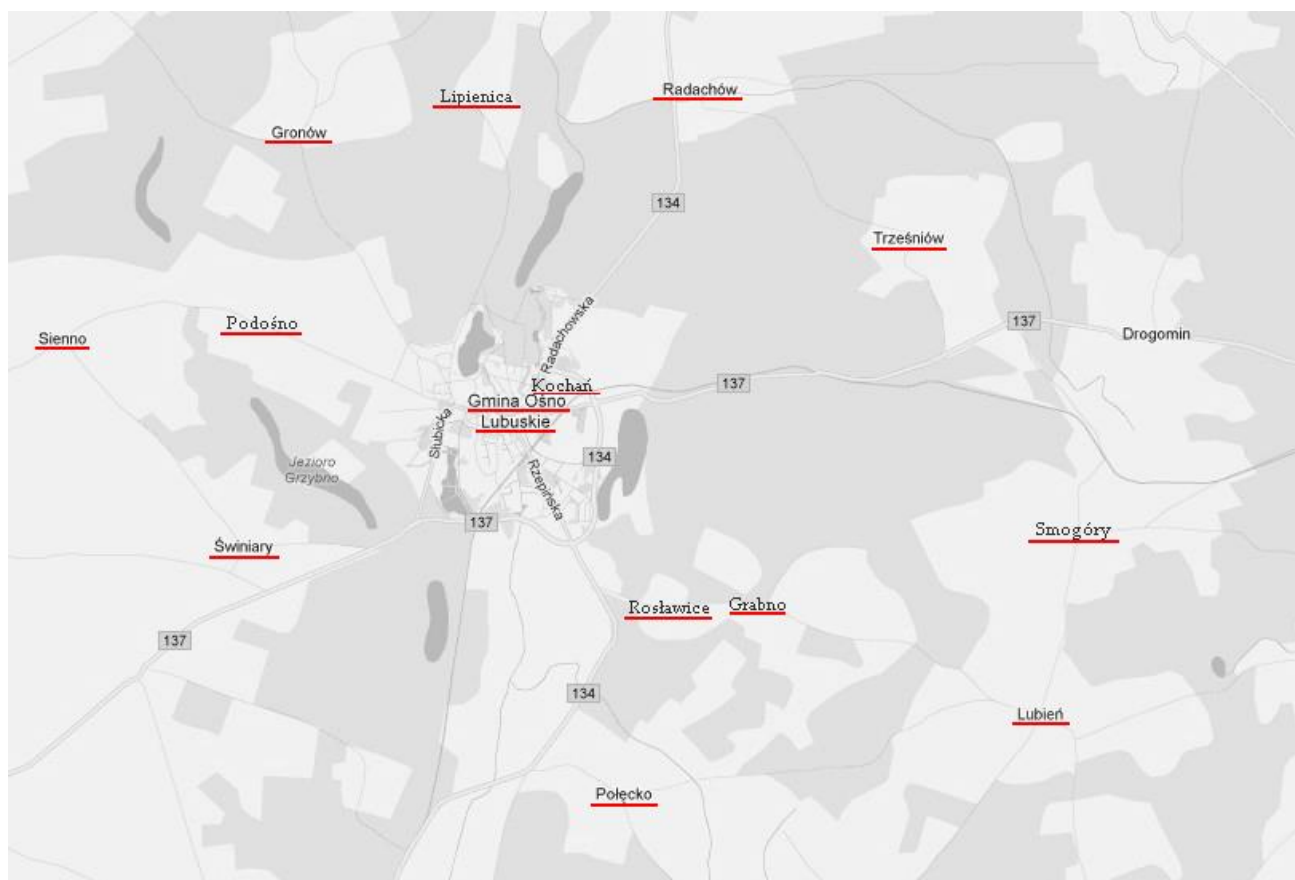 Lipienica
Radachów
Gronów
134
Trześniów
Podośno
Sienno
137
Drogomin
Radachowska
Kochań
137
Gmina Ośno
Lubuskie
Słubicka
134
Jezioro
Grzybno
Rzepińska
137
Smogóry
Świniary
Rosławice
Grabno
137
134
Lubień
Połęcko